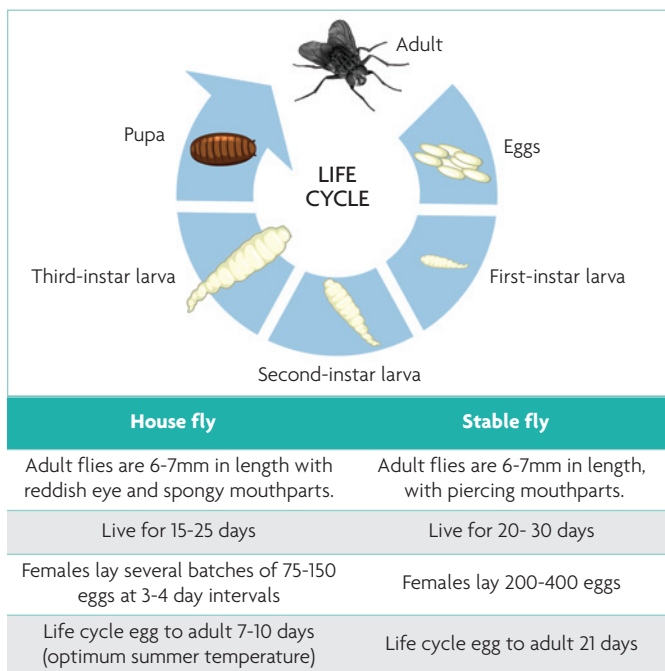 Adult
Pupa
Eggs
LIFE
CYCLE
Third-instar larva
First-instar larva
Second-instar larva
House fly
Stable fly
Adult flies are 6-7mm in length with
reddish eye and spongy mouthparts.
Adult flies are 6-7mm in length,
with piercing mouthparts.
Live for 15-25 days
Live for 20- 30 days
Females lay several batches of 75-150
eggs at 3-4 day intervals
Females lay 200-400 eggs
Life cycle egg to adult 7-10 days
(optimum summer temperature)
Life cycle egg to adult 21 days